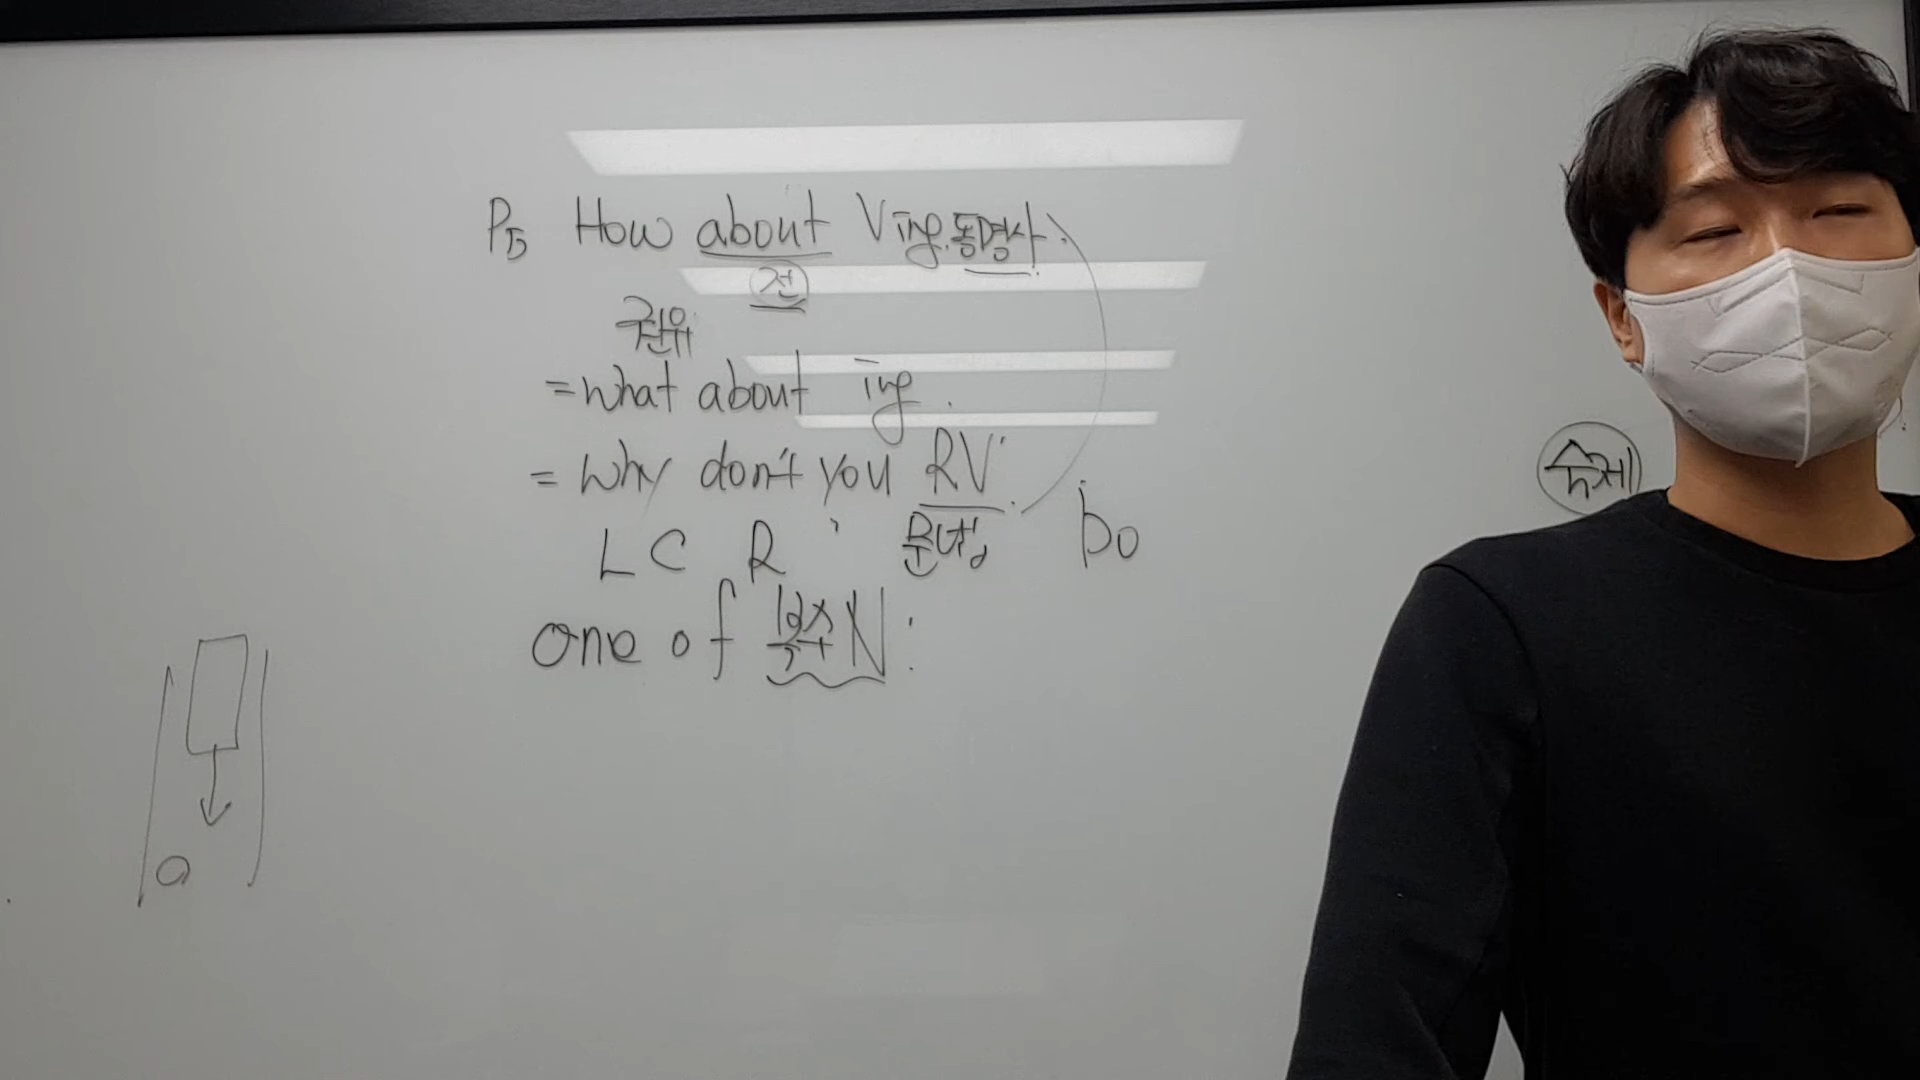 P5 How about Ving. 동명사.
전
권유
= what about ing.
= Why don't you RV.
숙제
L C R 문장 Do
one of 복수 N: